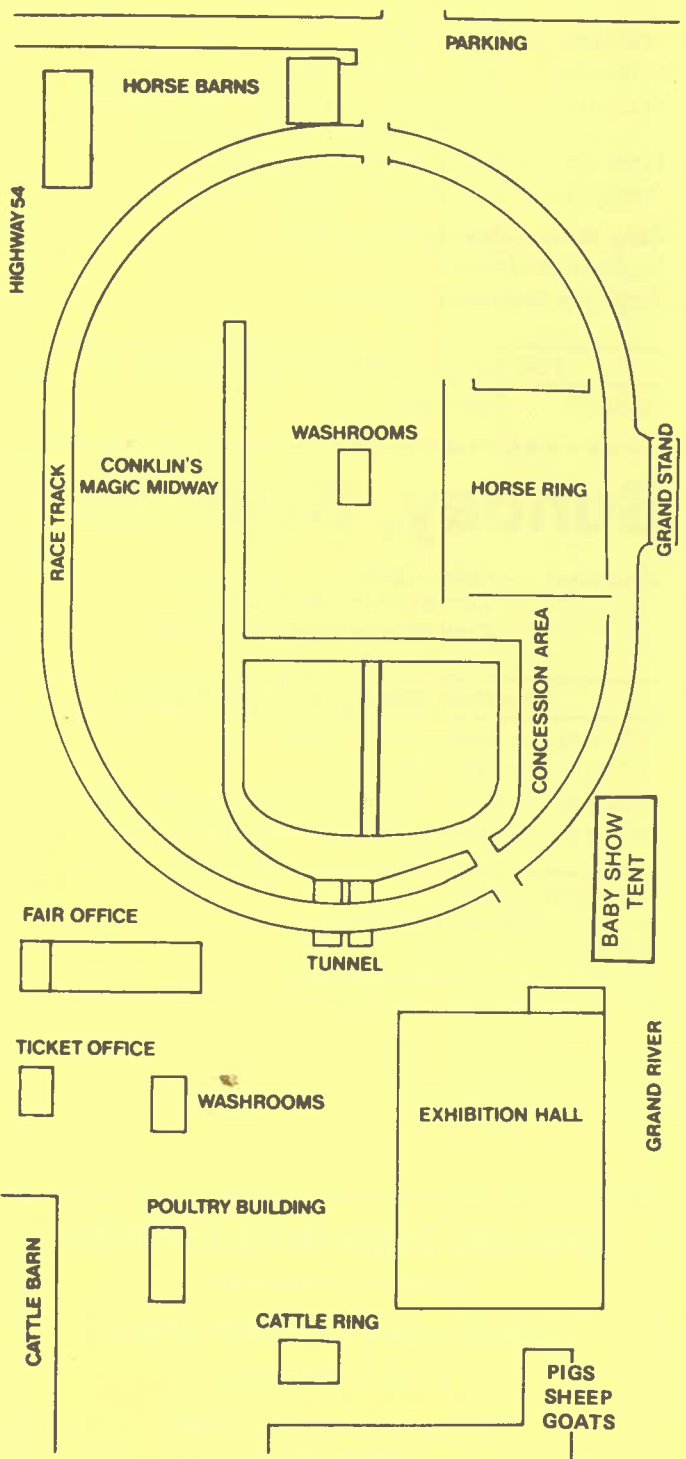 PARKING
HORSE BARNS
HIGHWAY 54
WASHROOMS
CONKLIN'S
MAGIC MIDWAY
HORSE RING
GRAND STAND
RACE TRACK
CONCESSION AREA
BABY SHOW
TENT
FAIR OFFICE
TUNNEL
TICKET OFFICE
WASHROOMS
EXHIBITION HALL
GRAND RIVER
POULTRY BUILDING
CATTLE BARN
CATTLE RING
PIGS
SHEEP
GOATS